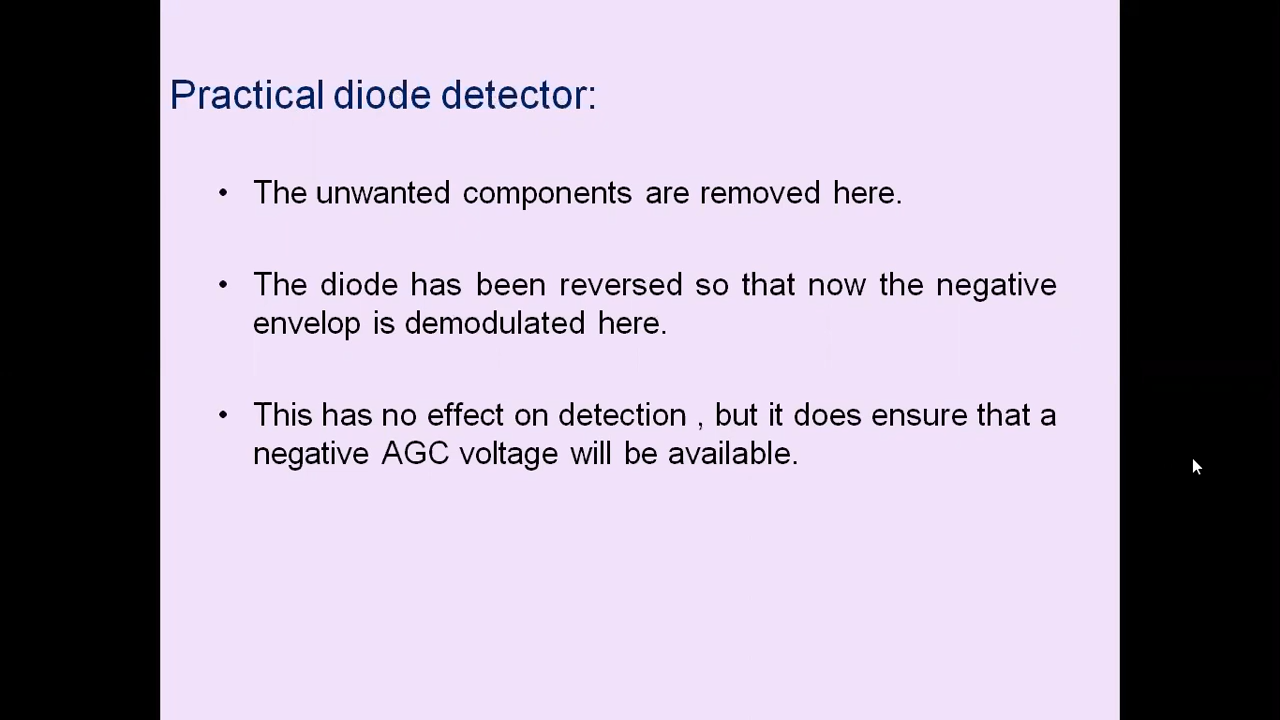 Practical diode detector:
• The unwanted components are removed here.
• The diode has been reversed so that now the negative
envelop is demodulated here.
• This has no effect on detection , but it does ensure that a
negative AGC voltage will be available.